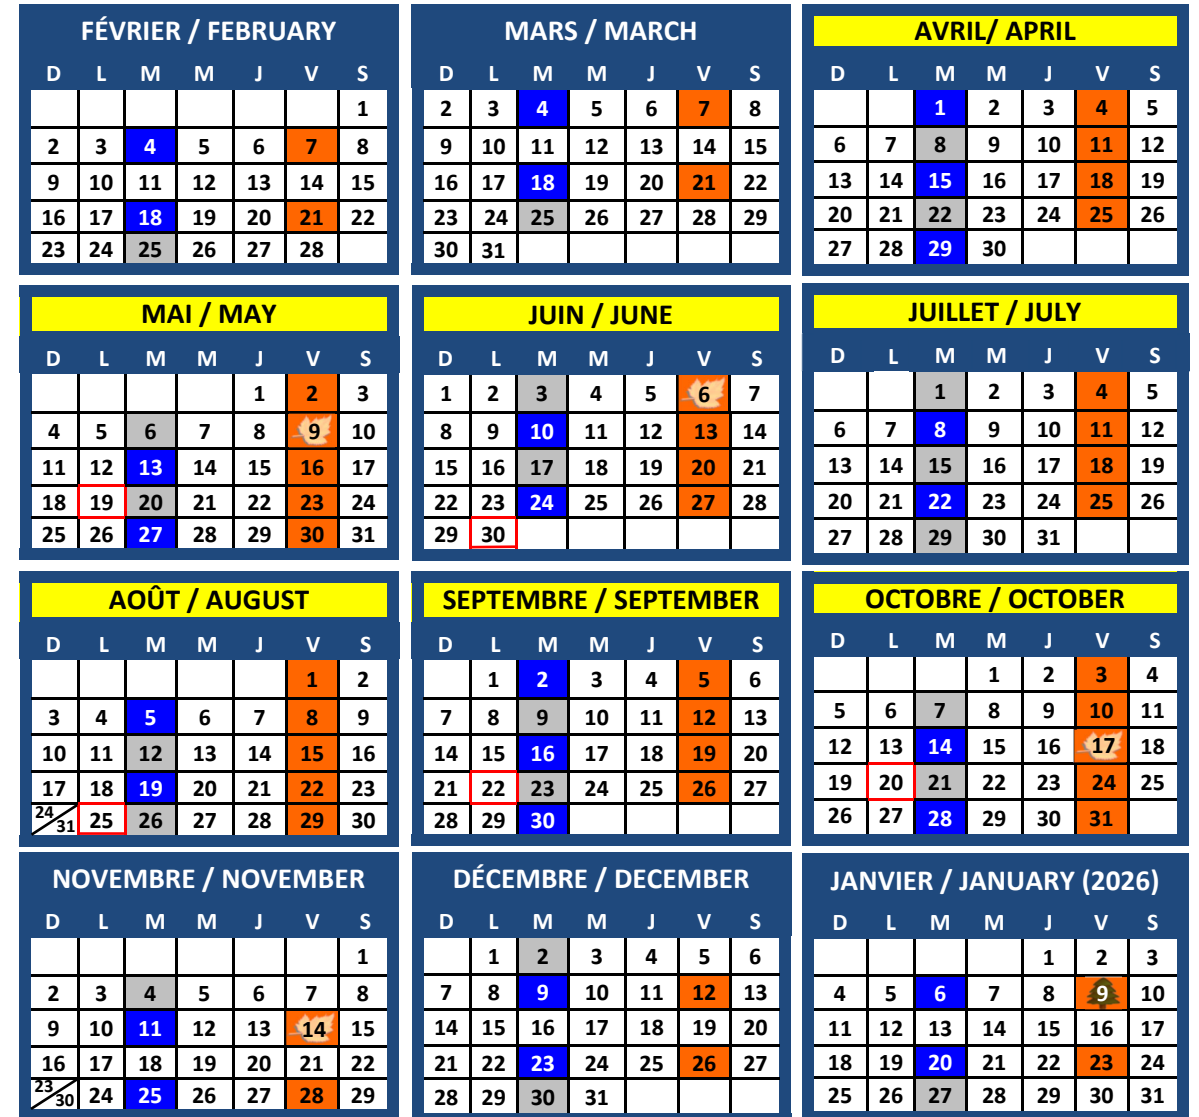 FÉVRIER / FEBRUARY
D L M M J V S
1
2 3 4 5 6 7 8
9 10 11 12 13 14 15
16 17 18 19 20 21 22
23 24 25 26 27 28
MARS / MARCH
D L M M J V S
2 3 4 5 6 7 8
9 10 11 12 13 14 15
16 17 18 19 20 21 22
23 24 25 26 27 28 29
30 31
AVRIL/ APRIL
D L M M J V S
1 2 3 4 5
6 7 8 9 10 11 12
13 14 15 16 17 18 19
20 21 22 23 24 25 26
27 28 29 30
MAI / MAY
D L M M J V S
1 2 3
4 5 6 7 8 9 10
11 12 13 14 15 16 17
18 19 20 21 22 23 24
25 26 27 28 29 30 31
JUIN / JUNE
D L M M J V S
1 2 3 4 5 6 7
8 9 10 11 12 13 14
15 16 17 18 19 20 21
22 23 24 25 26 27 28
29 30
JUILLET / JULY
D L M M J V S
1 2 3 4 5
6 7 8 9 10 11 12
13 14 15 16 17 18 19
20 21 22 23 24 25 26
27 28 29 30 31
AOÛT / AUGUST
D L M M J V S
1 2
3 4 5 6 7 8 9
10 11 12 13 14 15 16
17 18 19 20 21 22 23
24/31 25 26 27 28 29 30
SEPTEMBRE / SEPTEMBER
D L M M J V S
1 2 3 4 5 6
7 8 9 10 11 12 13
14 15 16 17 18 19 20
21 22 23 24 25 26 27
28 29 30
OCTOBRE / OCTOBER
D L M M J V S
1 2 3 4
5 6 7 8 9 10 11
12 13 14 15 16 17 18
19 20 21 22 23 24 25
26 27 28 29 30 31
NOVEMBRE / NOVEMBER
D L M M J V S
1
2 3 4 5 6 7 8
9 10 11 12 13 14 15
16 17 18 19 20 21 22
23/30 24 25 26 27 28 29
DÉCEMBRE / DECEMBER
D L M M J V S
1 2 3 4 5 6
7 8 9 10 11 12 13
14 15 16 17 18 19 20
21 22 23 24 25 26 27
28 29 30 31
JANVIER / JANUARY (2026)
D L M M J V S
1 2 3
4 5 6 7 8 9 10
11 12 13 14 15 16 17
18 19 20 21 22 23 24
25 26 27 28 29 30 31